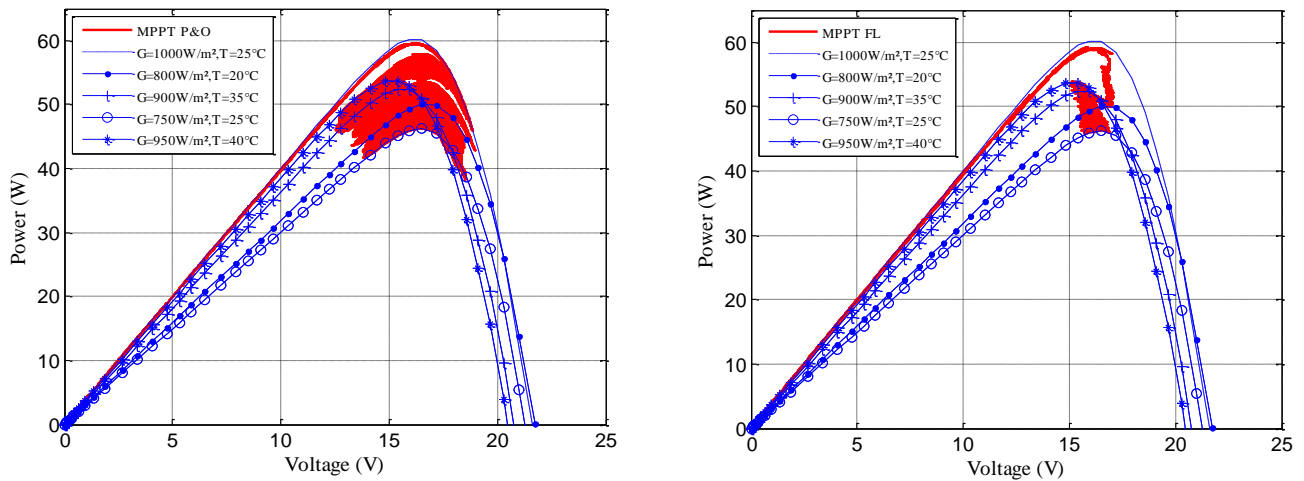 60
50
40
30
20
10
0
Power (W)
MPPT P&O
G=1000W/m²,T=25°C
G=800W/m²,T=20°C
G=900W/m²,T=35°C
G=750W/m²,T=25°C
G=950W/m²,T=40°C
0 5 10 15 20 25
Voltage (V)
60
50
40
30
20
10
0
Power (W)
MPPT FL
G=1000W/m²,T=25°C
G=800W/m²,T=20°C
G=900W/m²,T=35°C
G=750W/m²,T=25°C
G=950W/m²,T=40°C
0 5 10 15 20 25
Voltage (V)